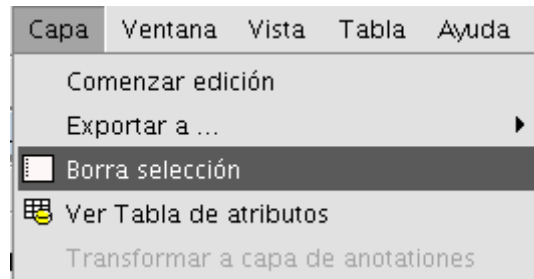 Capa Ventana Vista Tabla Ayuda
Comenzar edición
Exportar a ...
Borra selección
Ver Tabla de atributos
Transformar a capa de anotationes